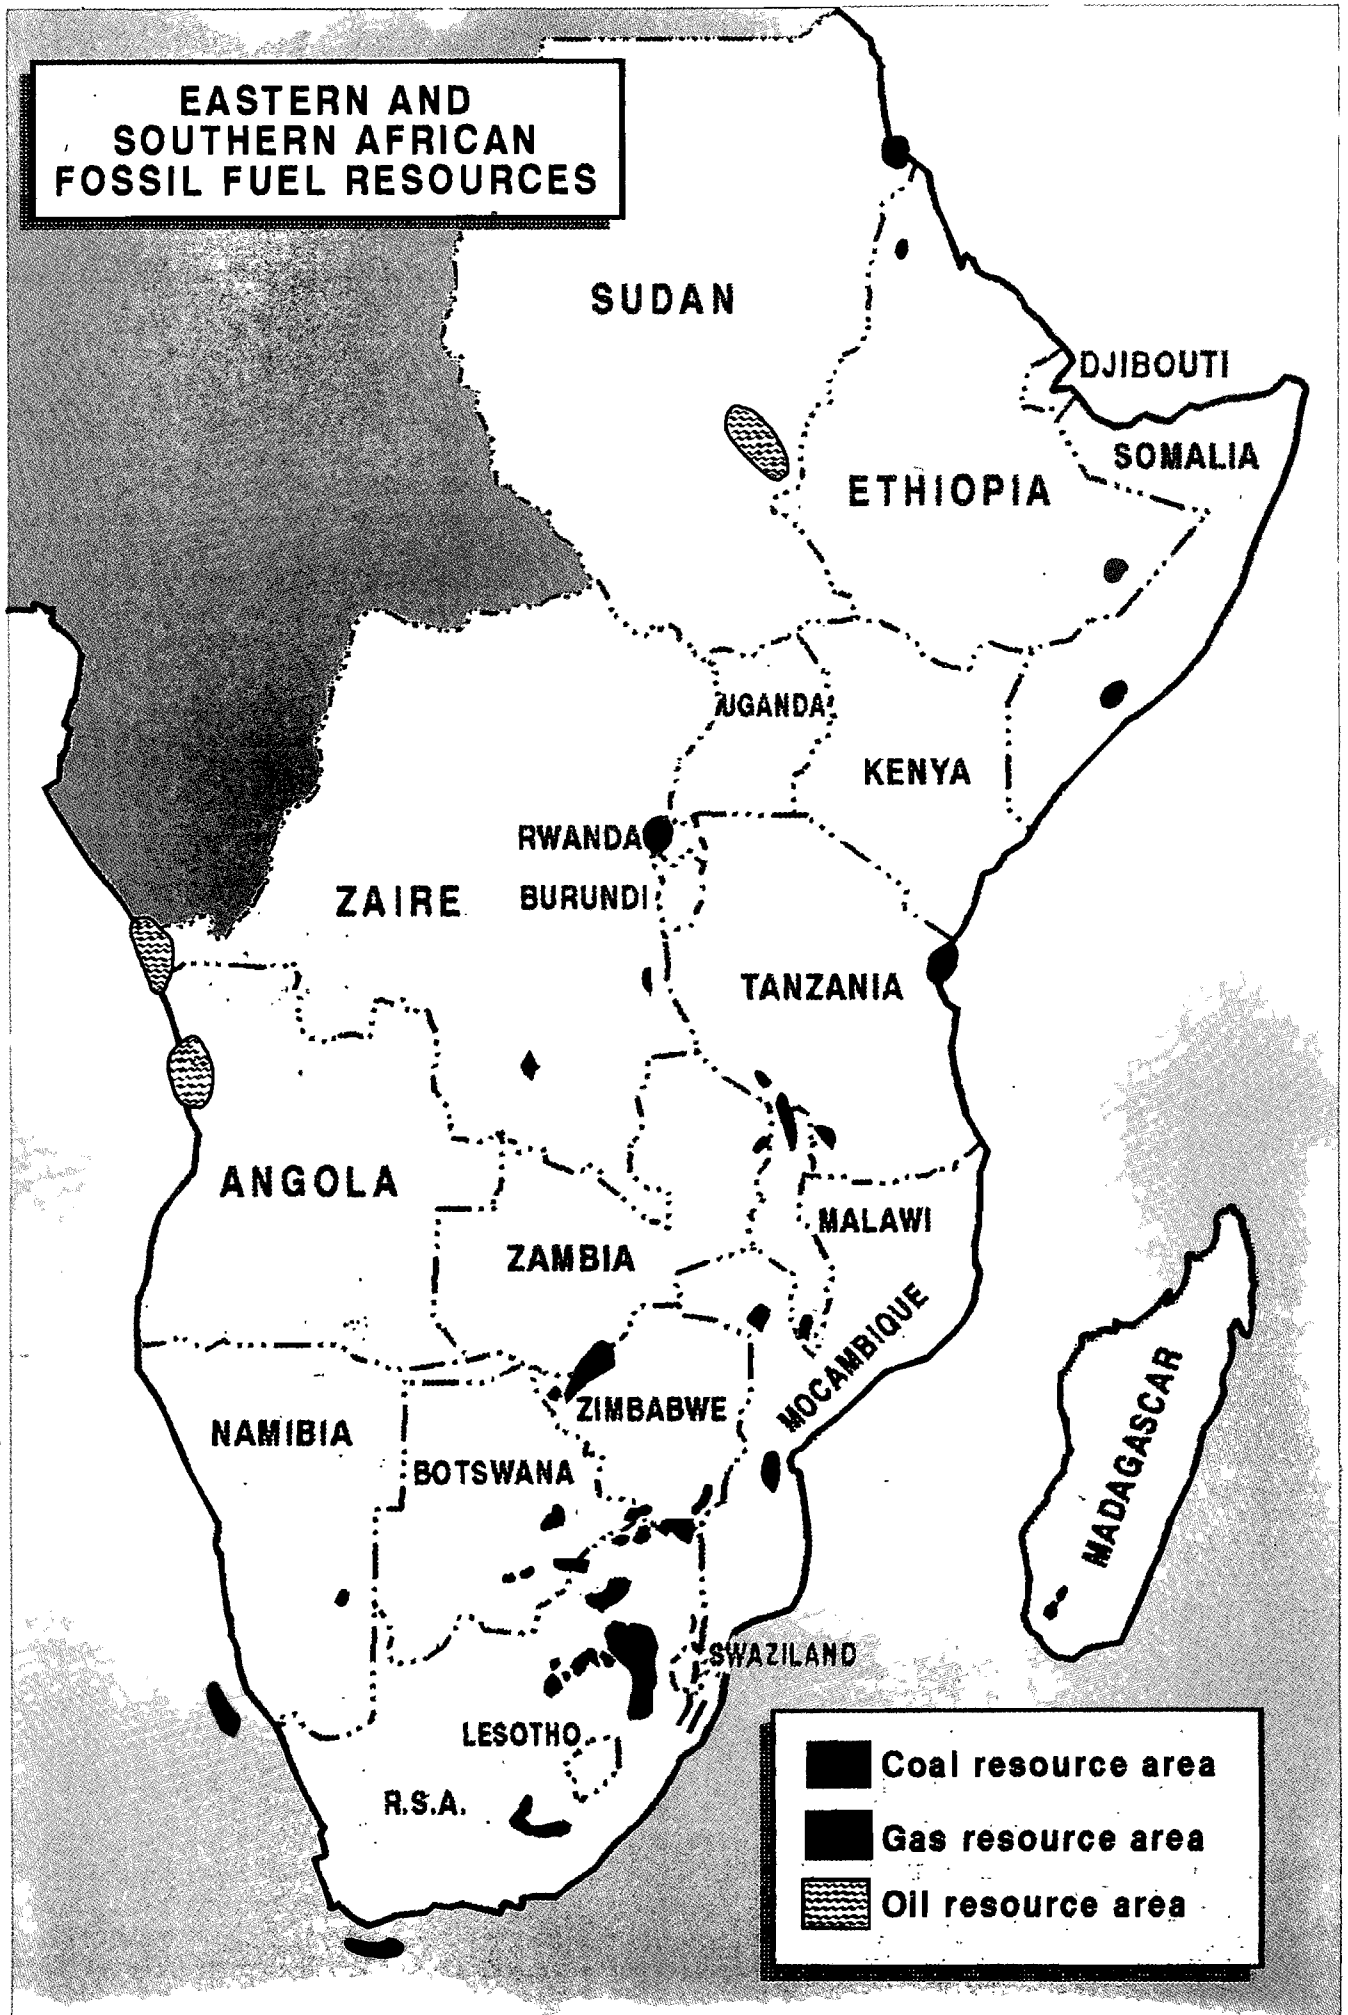 EASTERN AND
SOUTHERN AFRICAN
FOSSIL FUEL RESOURCES
SUDAN
DJIBOUTI
SOMALIA
ETHIOPIA
UGANDA
KENYA
RWANDA
ZAIRE
BURUNDI
TANZANIA
ANGOLA
MALAWI
ZAMBIA
MOCAMBIQUE
ZIMBABWE
NAMIBIA
BOTSWANA
MADAGASCAR
SWAZILAND
LESOTHO
R.S.A.
Coal resource area
Gas resource area
Oil resource area